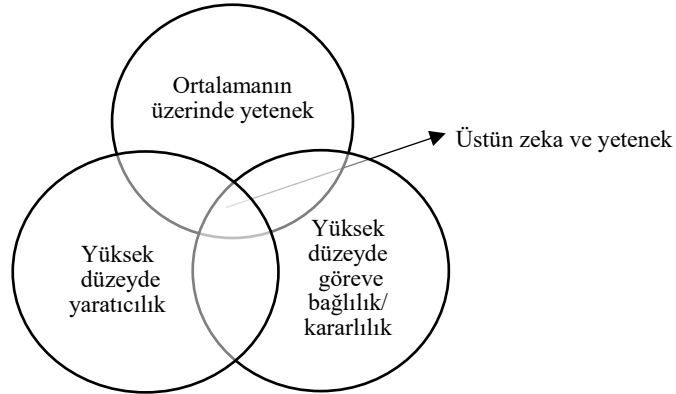 Ortalamanın
üzerinde yetenek
Üstün zeka ve yetenek
Yüksek
düzeyde
yaratıcılık
Yüksek
düzeyde
göreve
bağlılık/
kararlılık